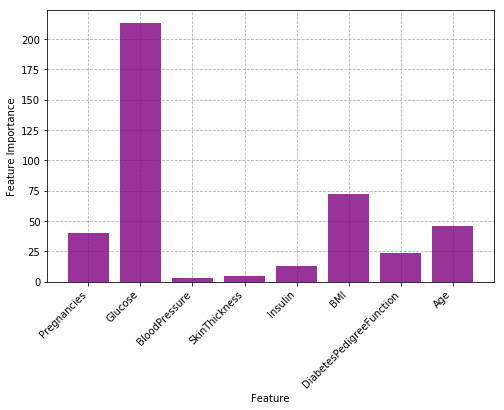 Feature Importance
200
175
150
125
100
75
50
25
0
Pregnancies
Glucose
BloodPressure
SkinThickness
Insulin
BMI
DiabetesPedigreeFunction
Age
Feature